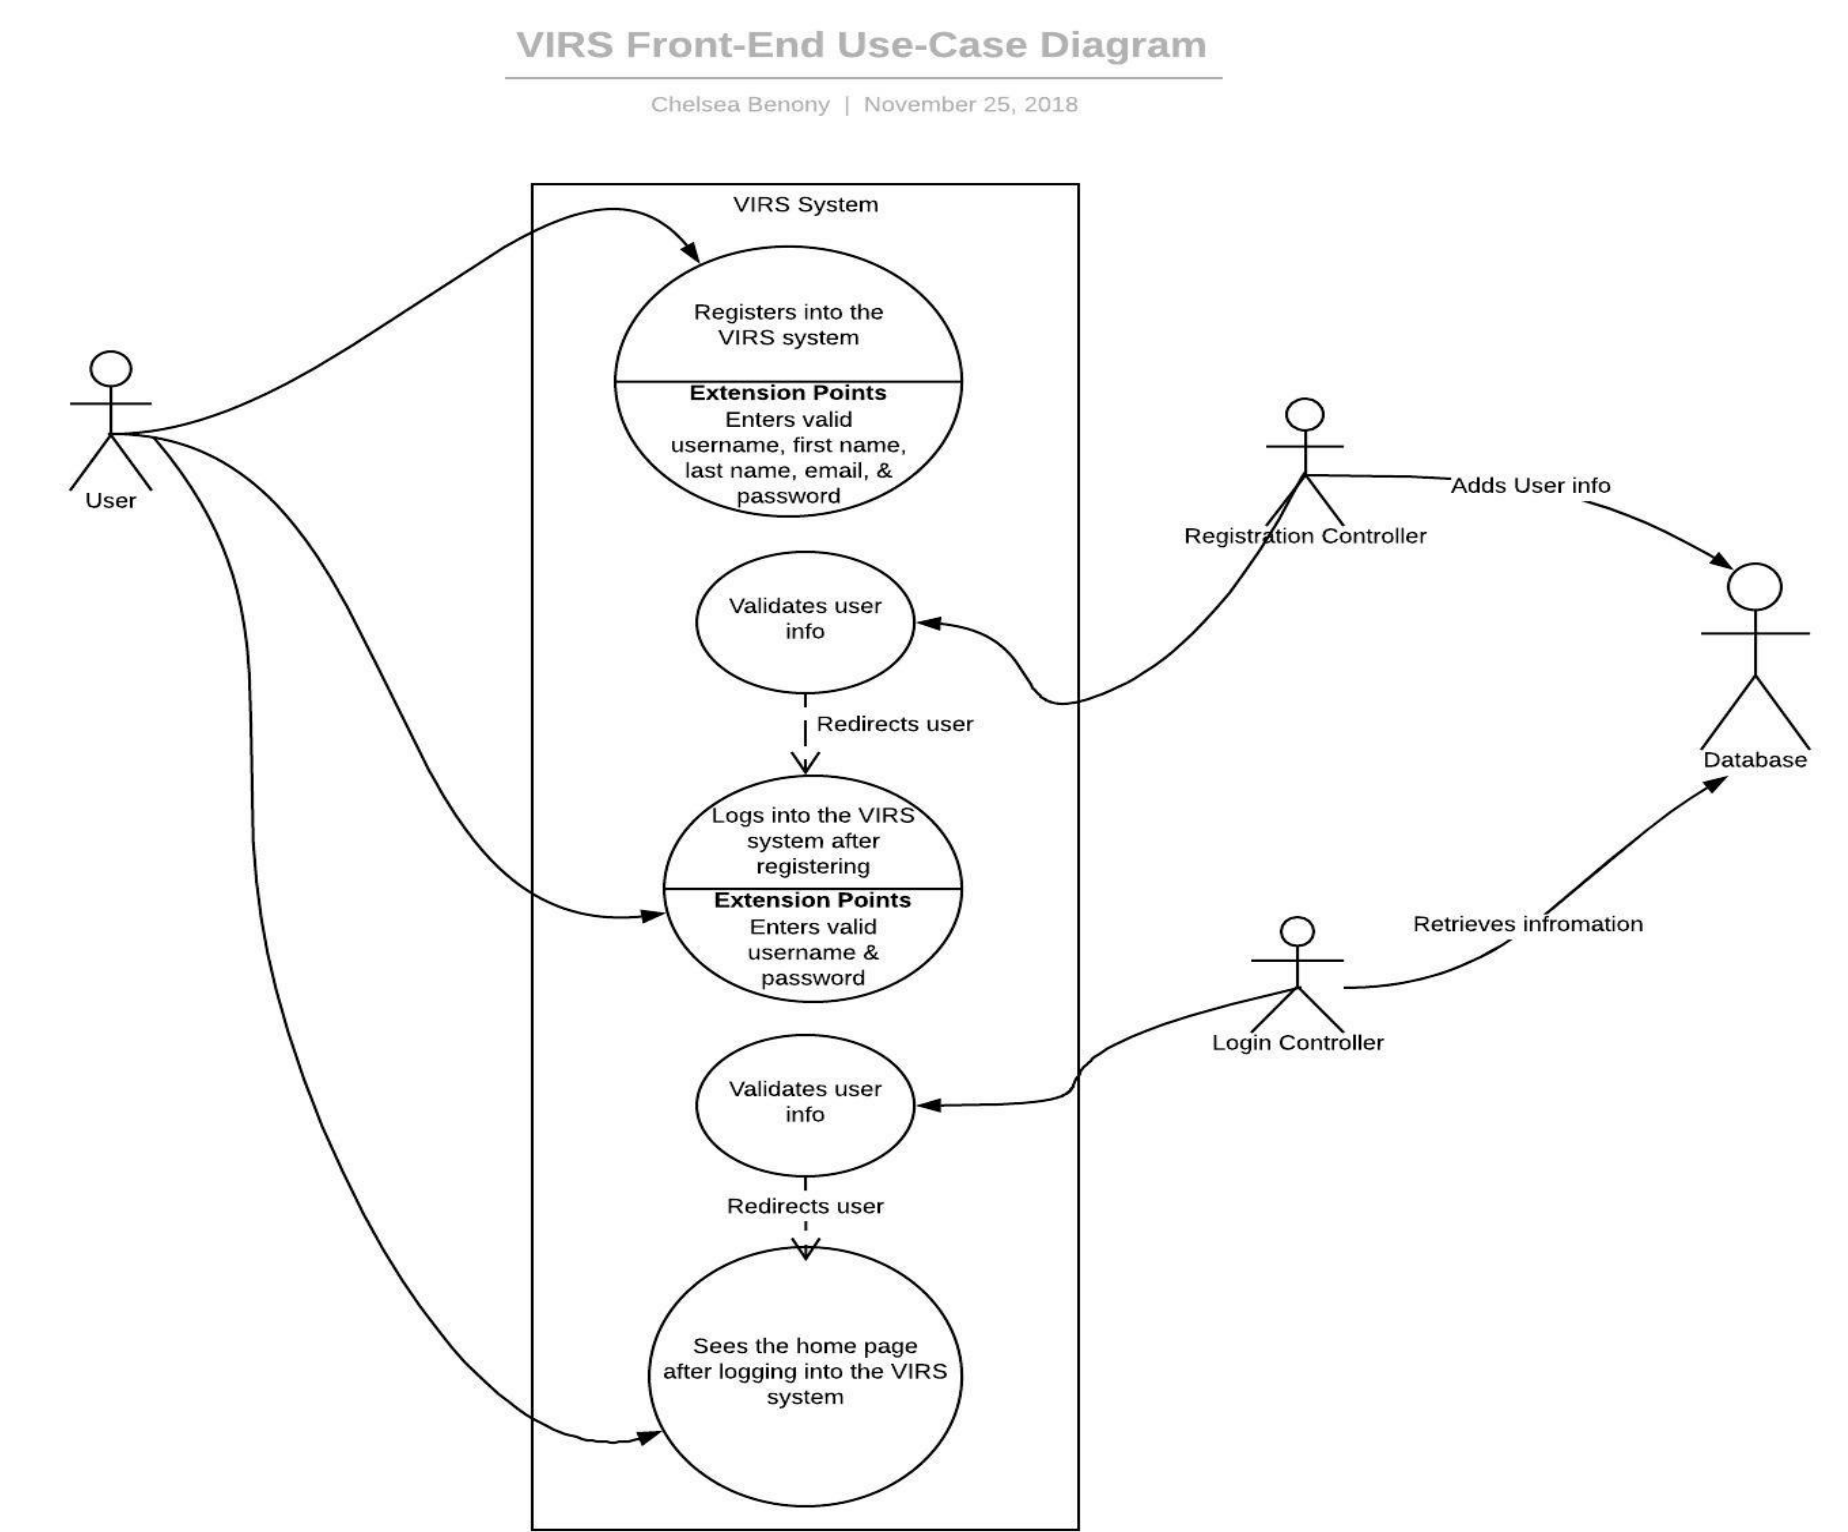 VIRS Front-End Use-Case Diagram
Chelsea Benony | November 25, 2018
VIRS System
Registers into the
VIRS system
Extension Points
Enters valid
username, first name,
last name, email, &
password
User
Registration Controller
Adds User info
Validates user
info
Redirects user
Database
Logs into the VIRS
system after
registering
Extension Points
Enters valid
username &
password
Retrieves infromation
Login Controller
Validates user
info
Redirects user
Sees the home page
after logging into the VIRS
system